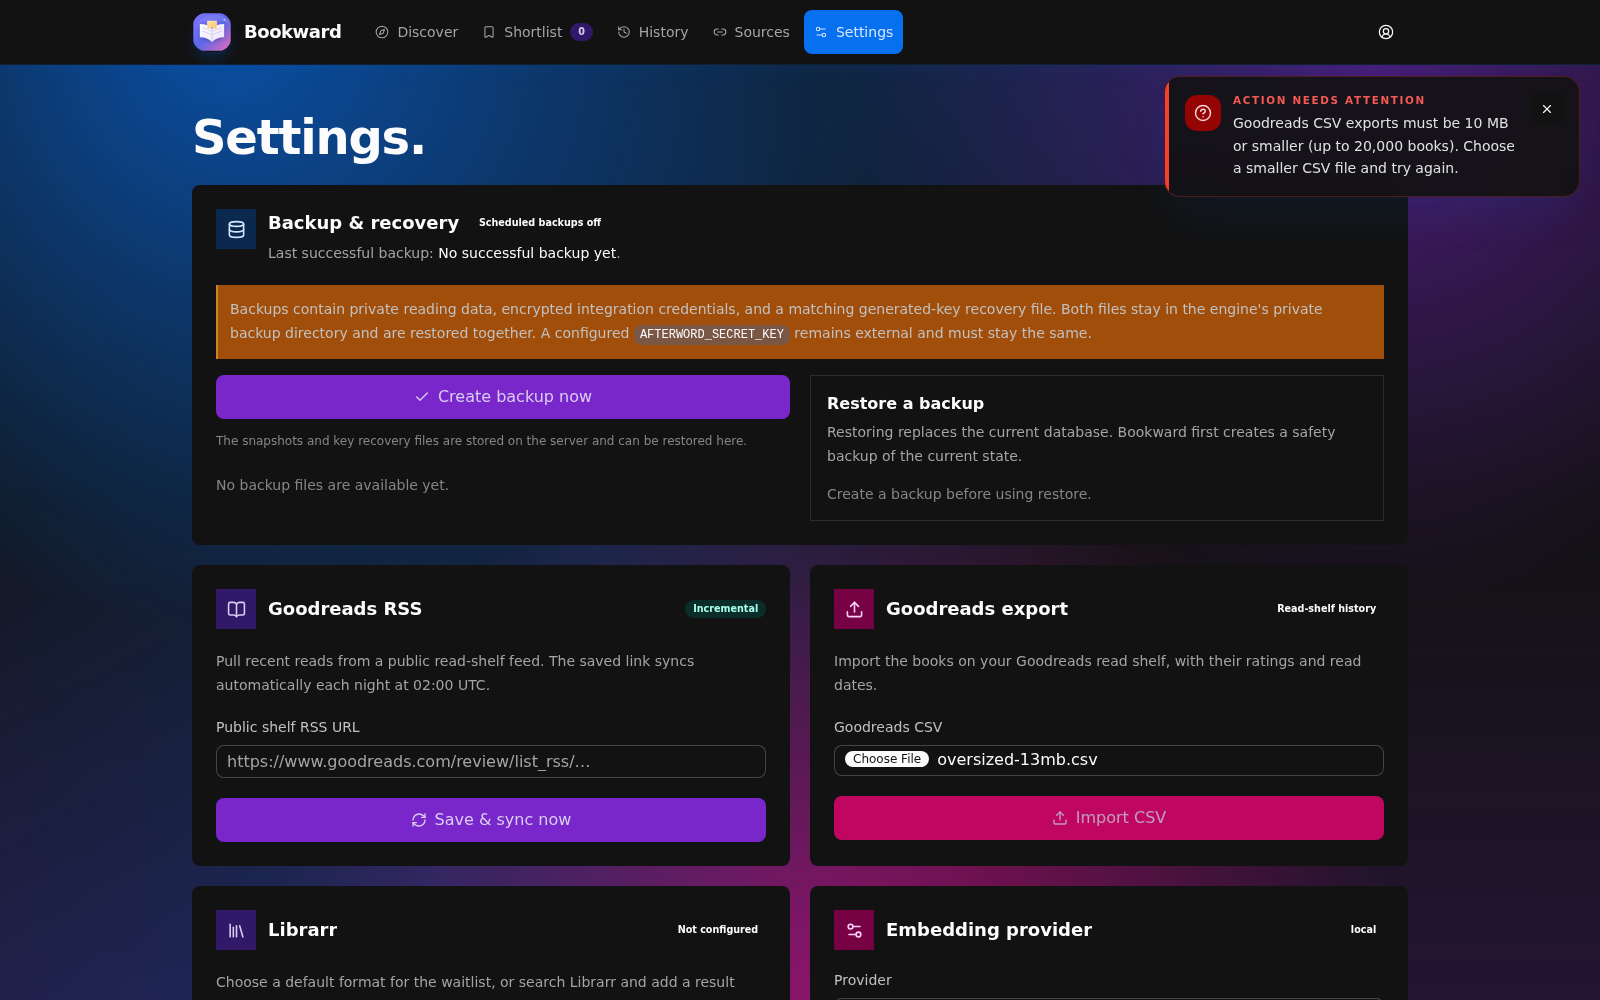 Bookward
Discover
Shortlist 0
History
Sources
Settings
ACTION NEEDS ATTENTION
Goodreads CSV exports must be 10 MB
or smaller (up to 20,000 books). Choose
a smaller CSV file and try again.
Settings.
Backup & recovery
Scheduled backups off
Last successful backup: No successful backup yet.
Backups contain private reading data, encrypted integration credentials, and a matching generated-key recovery file. Both files stay in the engine's private
backup directory and are restored together. A configured AFTERWORD_SECRET_KEY remains external and must stay the same.
Create backup now
The snapshots and key recovery files are stored on the server and can be restored here.
No backup files are available yet.
Restore a backup
Restoring replaces the current database. Bookward first creates a safety
backup of the current state.
Create a backup before using restore.
Goodreads RSS
Incremental
Pull recent reads from a public read-shelf feed. The saved link syncs
automatically each night at 02:00 UTC.
Public shelf RSS URL
https://www.goodreads.com/review/list_rss/...
Save & sync now
Goodreads export
Read-shelf history
Import the books on your Goodreads read shelf, with their ratings and read
dates.
Goodreads CSV
Choose File oversized-13mb.csv
Import CSV
Librarr
Not configured
Choose a default format for the waitlist, or search Librarr and add a result
Embedding provider
local
Provider